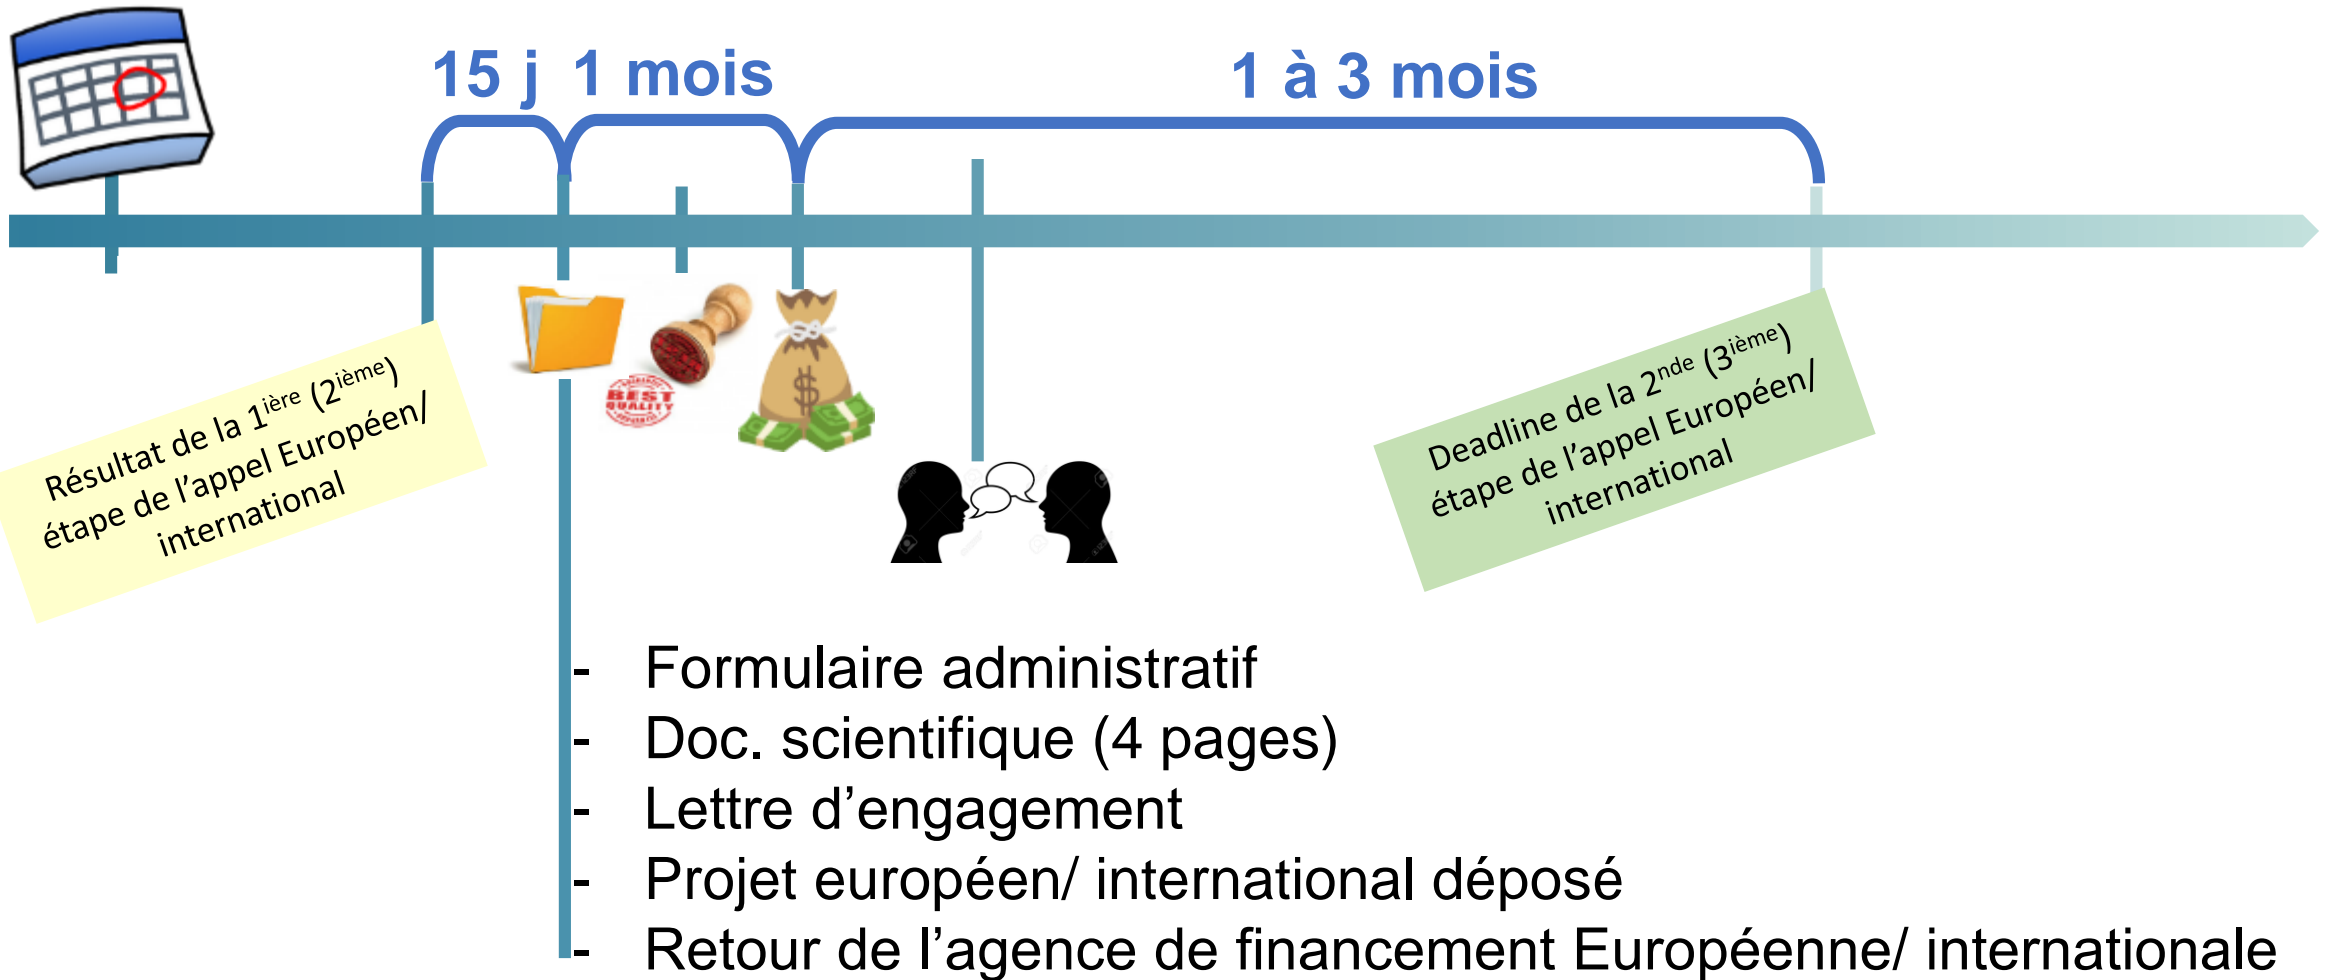 15 j 1 mois
1 à 3 mois
BEST
QUALITY
$
Résultat de la 1ière (2ième)
étape de l’appel Européen/
international
Deadline de la 2nde (3ième)
étape de l’appel Européen/
international
- Formulaire administratif
- Doc. scientifique (4 pages)
- Lettre d’engagement
- Projet européen/ international déposé
- Retour de l’agence de financement Européenne/ internationale